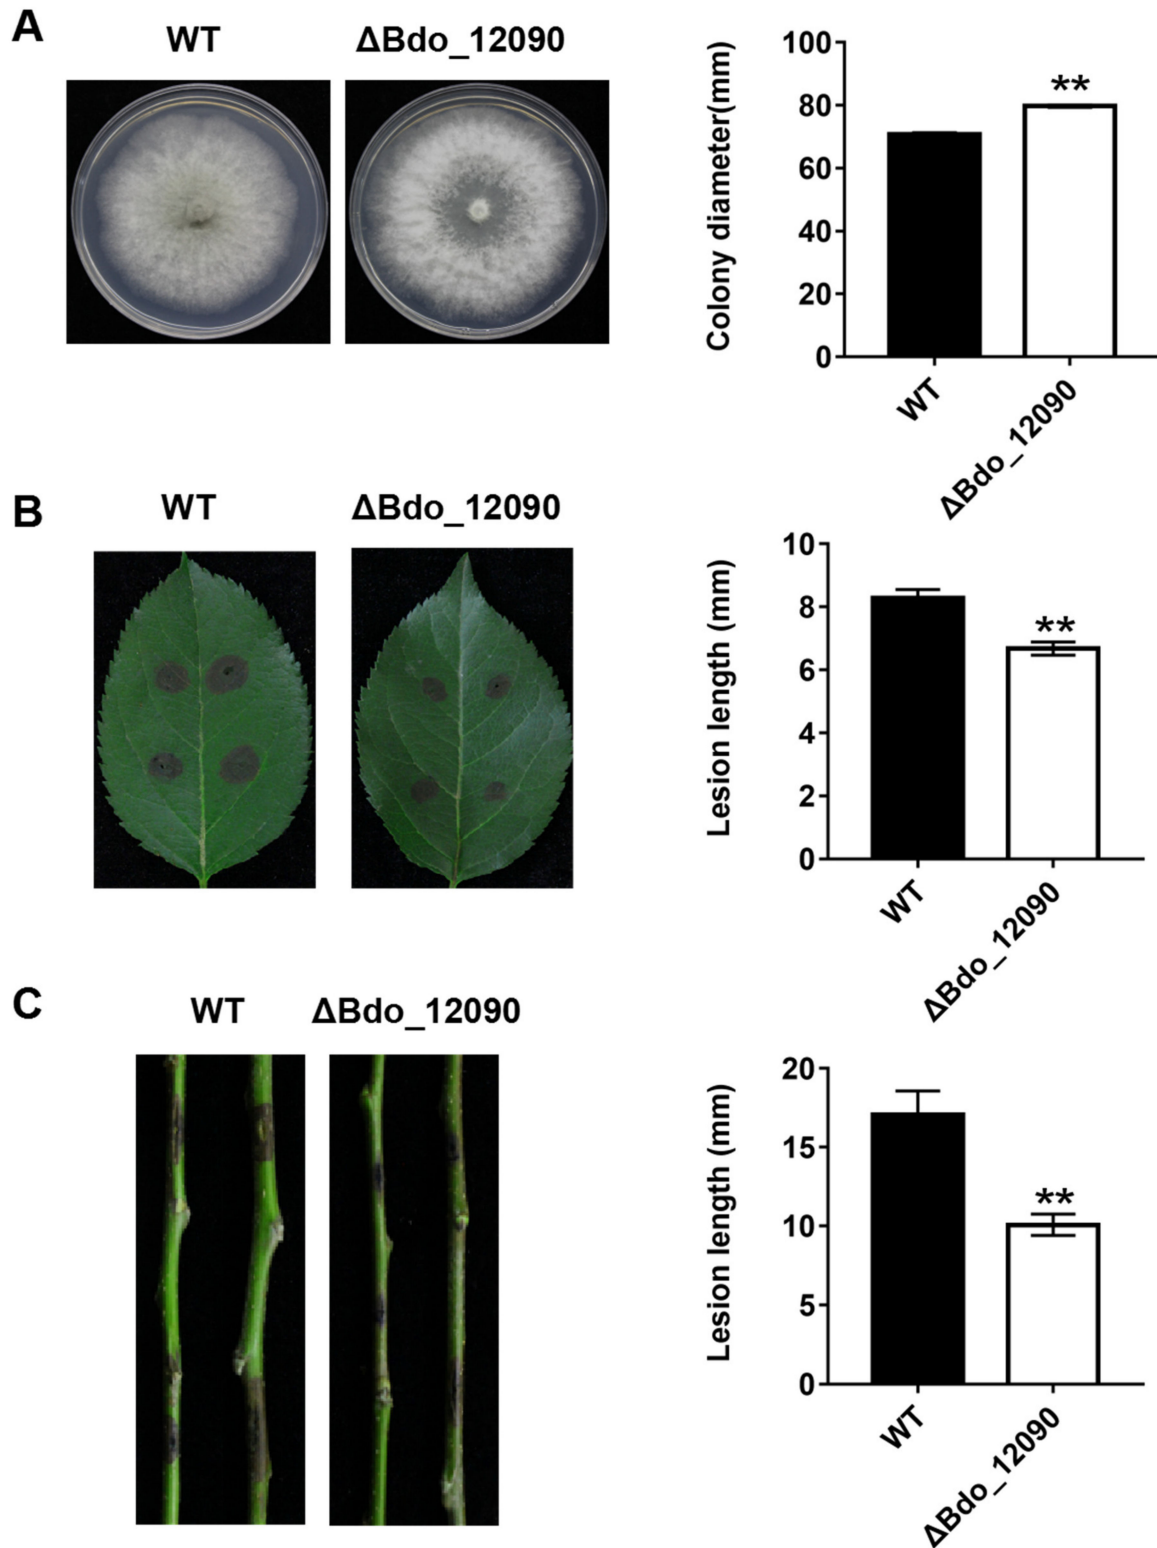 A
WT
ΔBdo_12090
Colony diameter(mm)
100
80
60
40
20
0
**
WT
ΔBdo_12090
B
WT
ΔBdo_12090
Lesion length (mm)
10
8
6
4
2
0
**
WT
ΔBdo_12090
C
WT
ΔBdo_12090
Lesion length (mm)
20
15
10
5
0
**
WT
ΔBdo_12090